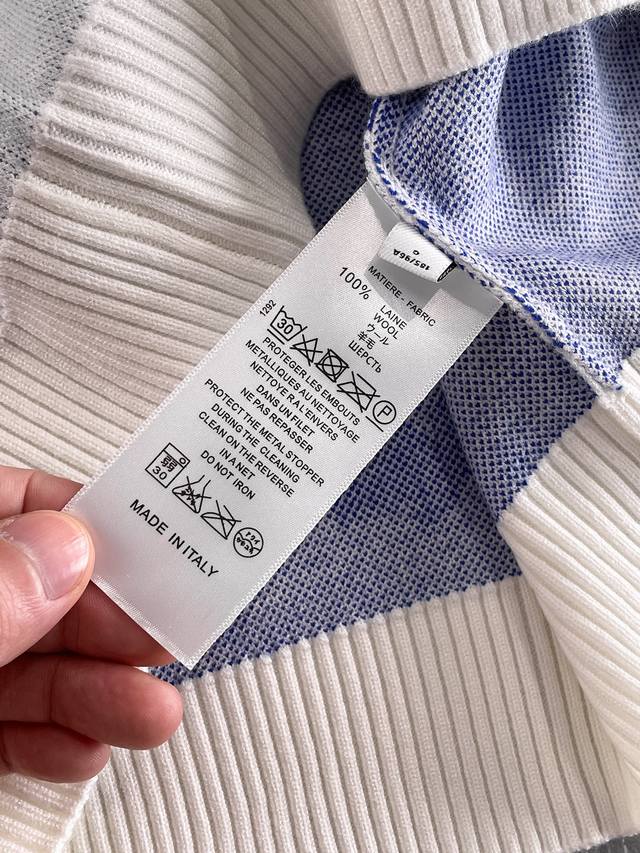 185/96A
MATIERE - FABRIC
100%
LAINE
WOOL
ウール
羊毛
ШЕРСТЬ
1292
30
P
PROTEGER LES EMBOUTS
METALLIQUES AU NETTOYAGE
NETTOYER A L'ENVERS
DANS UN FILET
NE PAS REPASSER
PROTECT THE METAL STOPPER
DURING THE CLEANING
CLEAN ON THE REVERSE
IN A NET
DO NOT IRON
弱
30
MADE IN ITALY